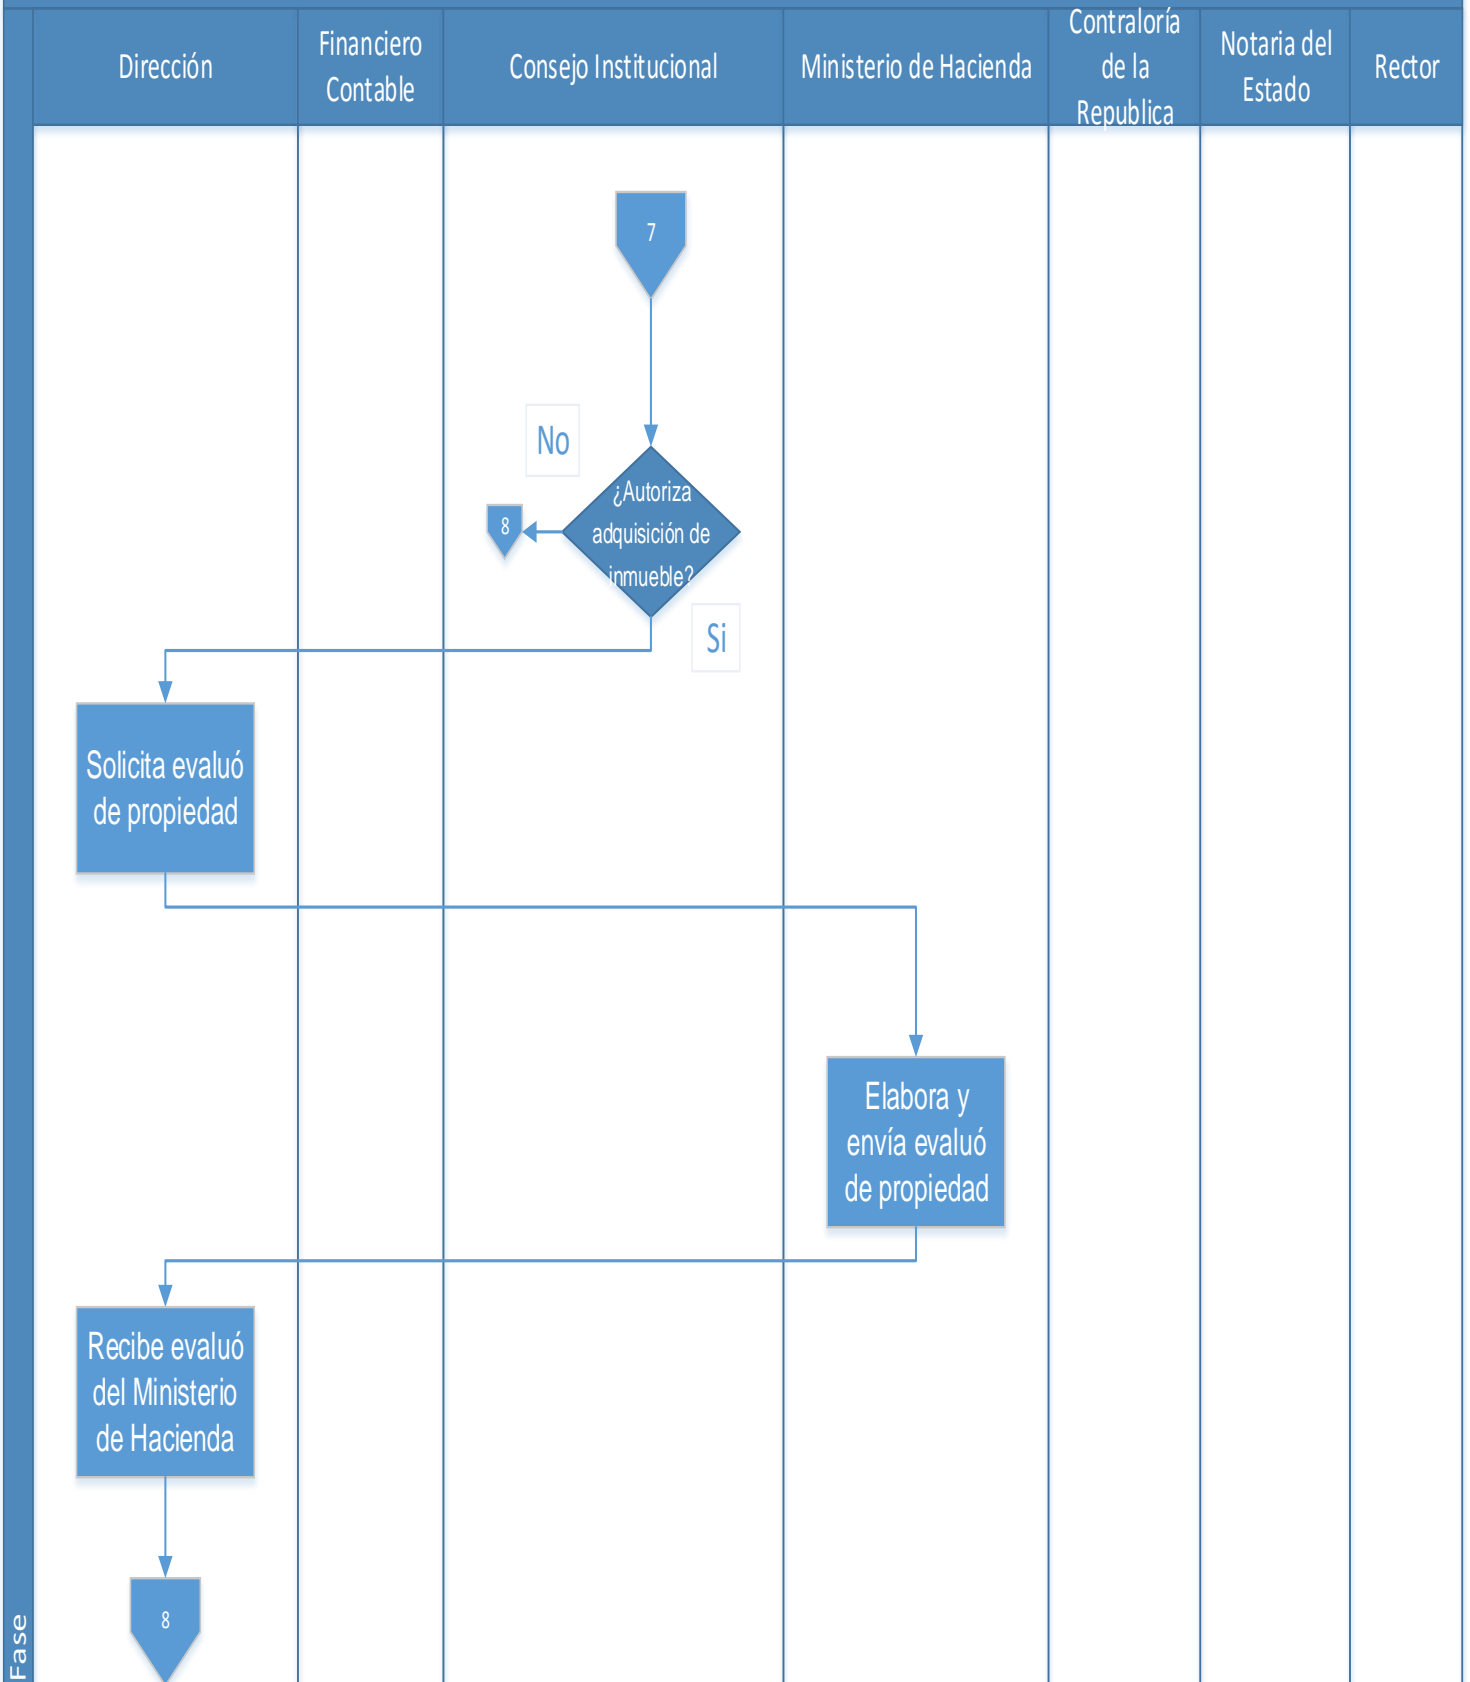 Dirección
Financiero
Contable
Consejo Institucional
Ministerio de Hacienda
Contraloría
de la
Republica
Notaria del
Estado
Rector
7
No
¿Autoriza
adquisición de
inmueble?
8
Si
Solicita evaluó
de propiedad
Elabora y
envía evaluó
de propiedad
Recibe evaluó
del Ministerio
de Hacienda
8
Fase